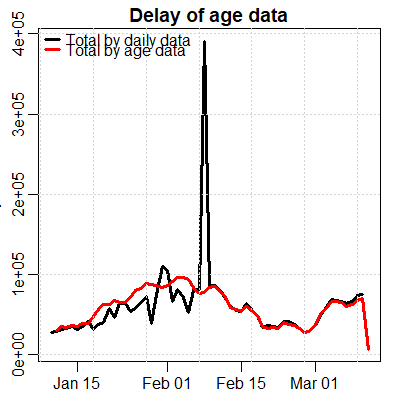 Delay of age data
Total by daily data
Total by age data
4e+05
3e+05
2e+05
1e+05
0e+00
Jan 15
Feb 01
Feb 15
Mar 01